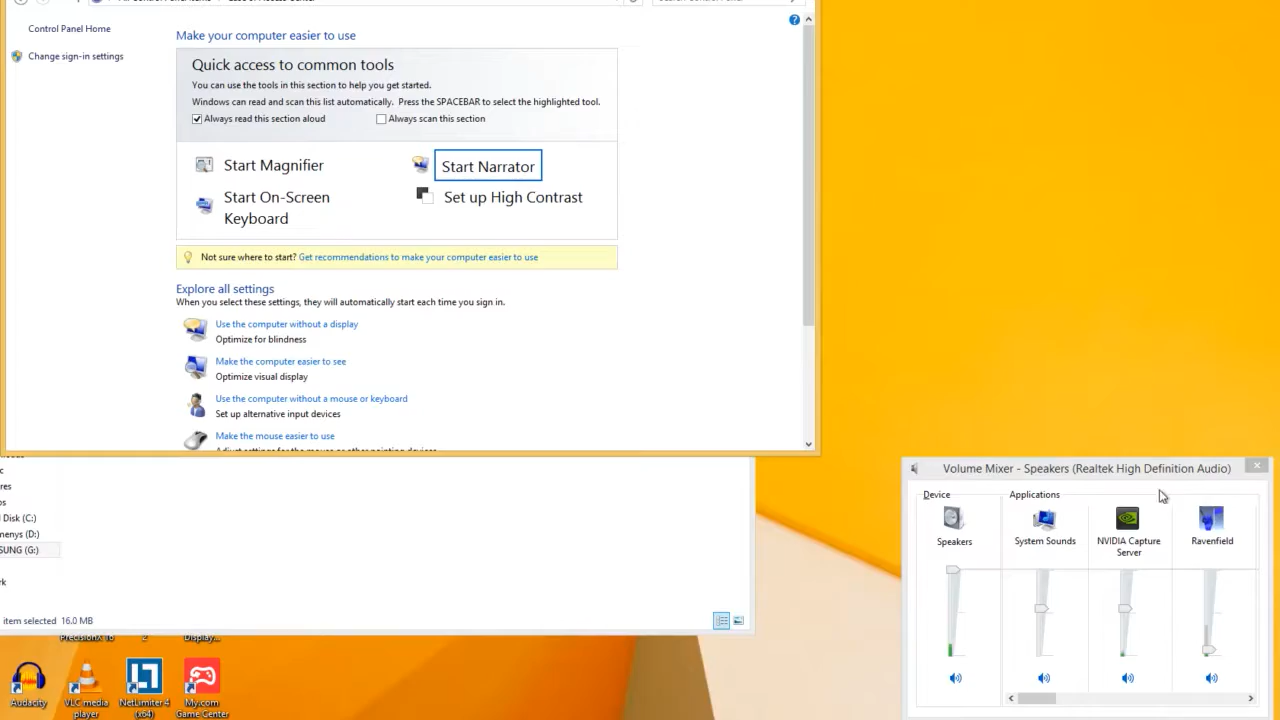 Control Panel Home
Change sign-in settings
Make your computer easier to use
Quick access to common tools
You can use the tools in this section to help you get started.
Windows can read and scan this list automatically.  Press the SPACEBAR to select the highlighted tool.
Always read this section aloud
Always scan this section
Start Magnifier
Start Narrator
Start On-Screen
Keyboard
Set up High Contrast
Not sure where to start? Get recommendations to make your computer easier to use
Explore all settings
When you select these settings, they will automatically start each time you sign in.
Use the computer without a display
Optimize for blindness
Make the computer easier to see
Optimize visual display
Use the computer without a mouse or keyboard
Set up alternative input devices
Make the mouse easier to use
Disk (C:)
menys (D:)
SUNG (G:)
item selected 16.0 MB
2
Display...
Audacity
VLC media
player
NetLimiter 4
(x64)
My.com
Game Center
Volume Mixer - Speakers (Realtek High Definition Audio)
Device
Applications
Speakers
System Sounds
NVIDIA Capture
Server
Ravenfield